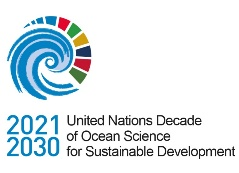 2021 United Nations Decade
2030 of Ocean Science
for Sustainable Development